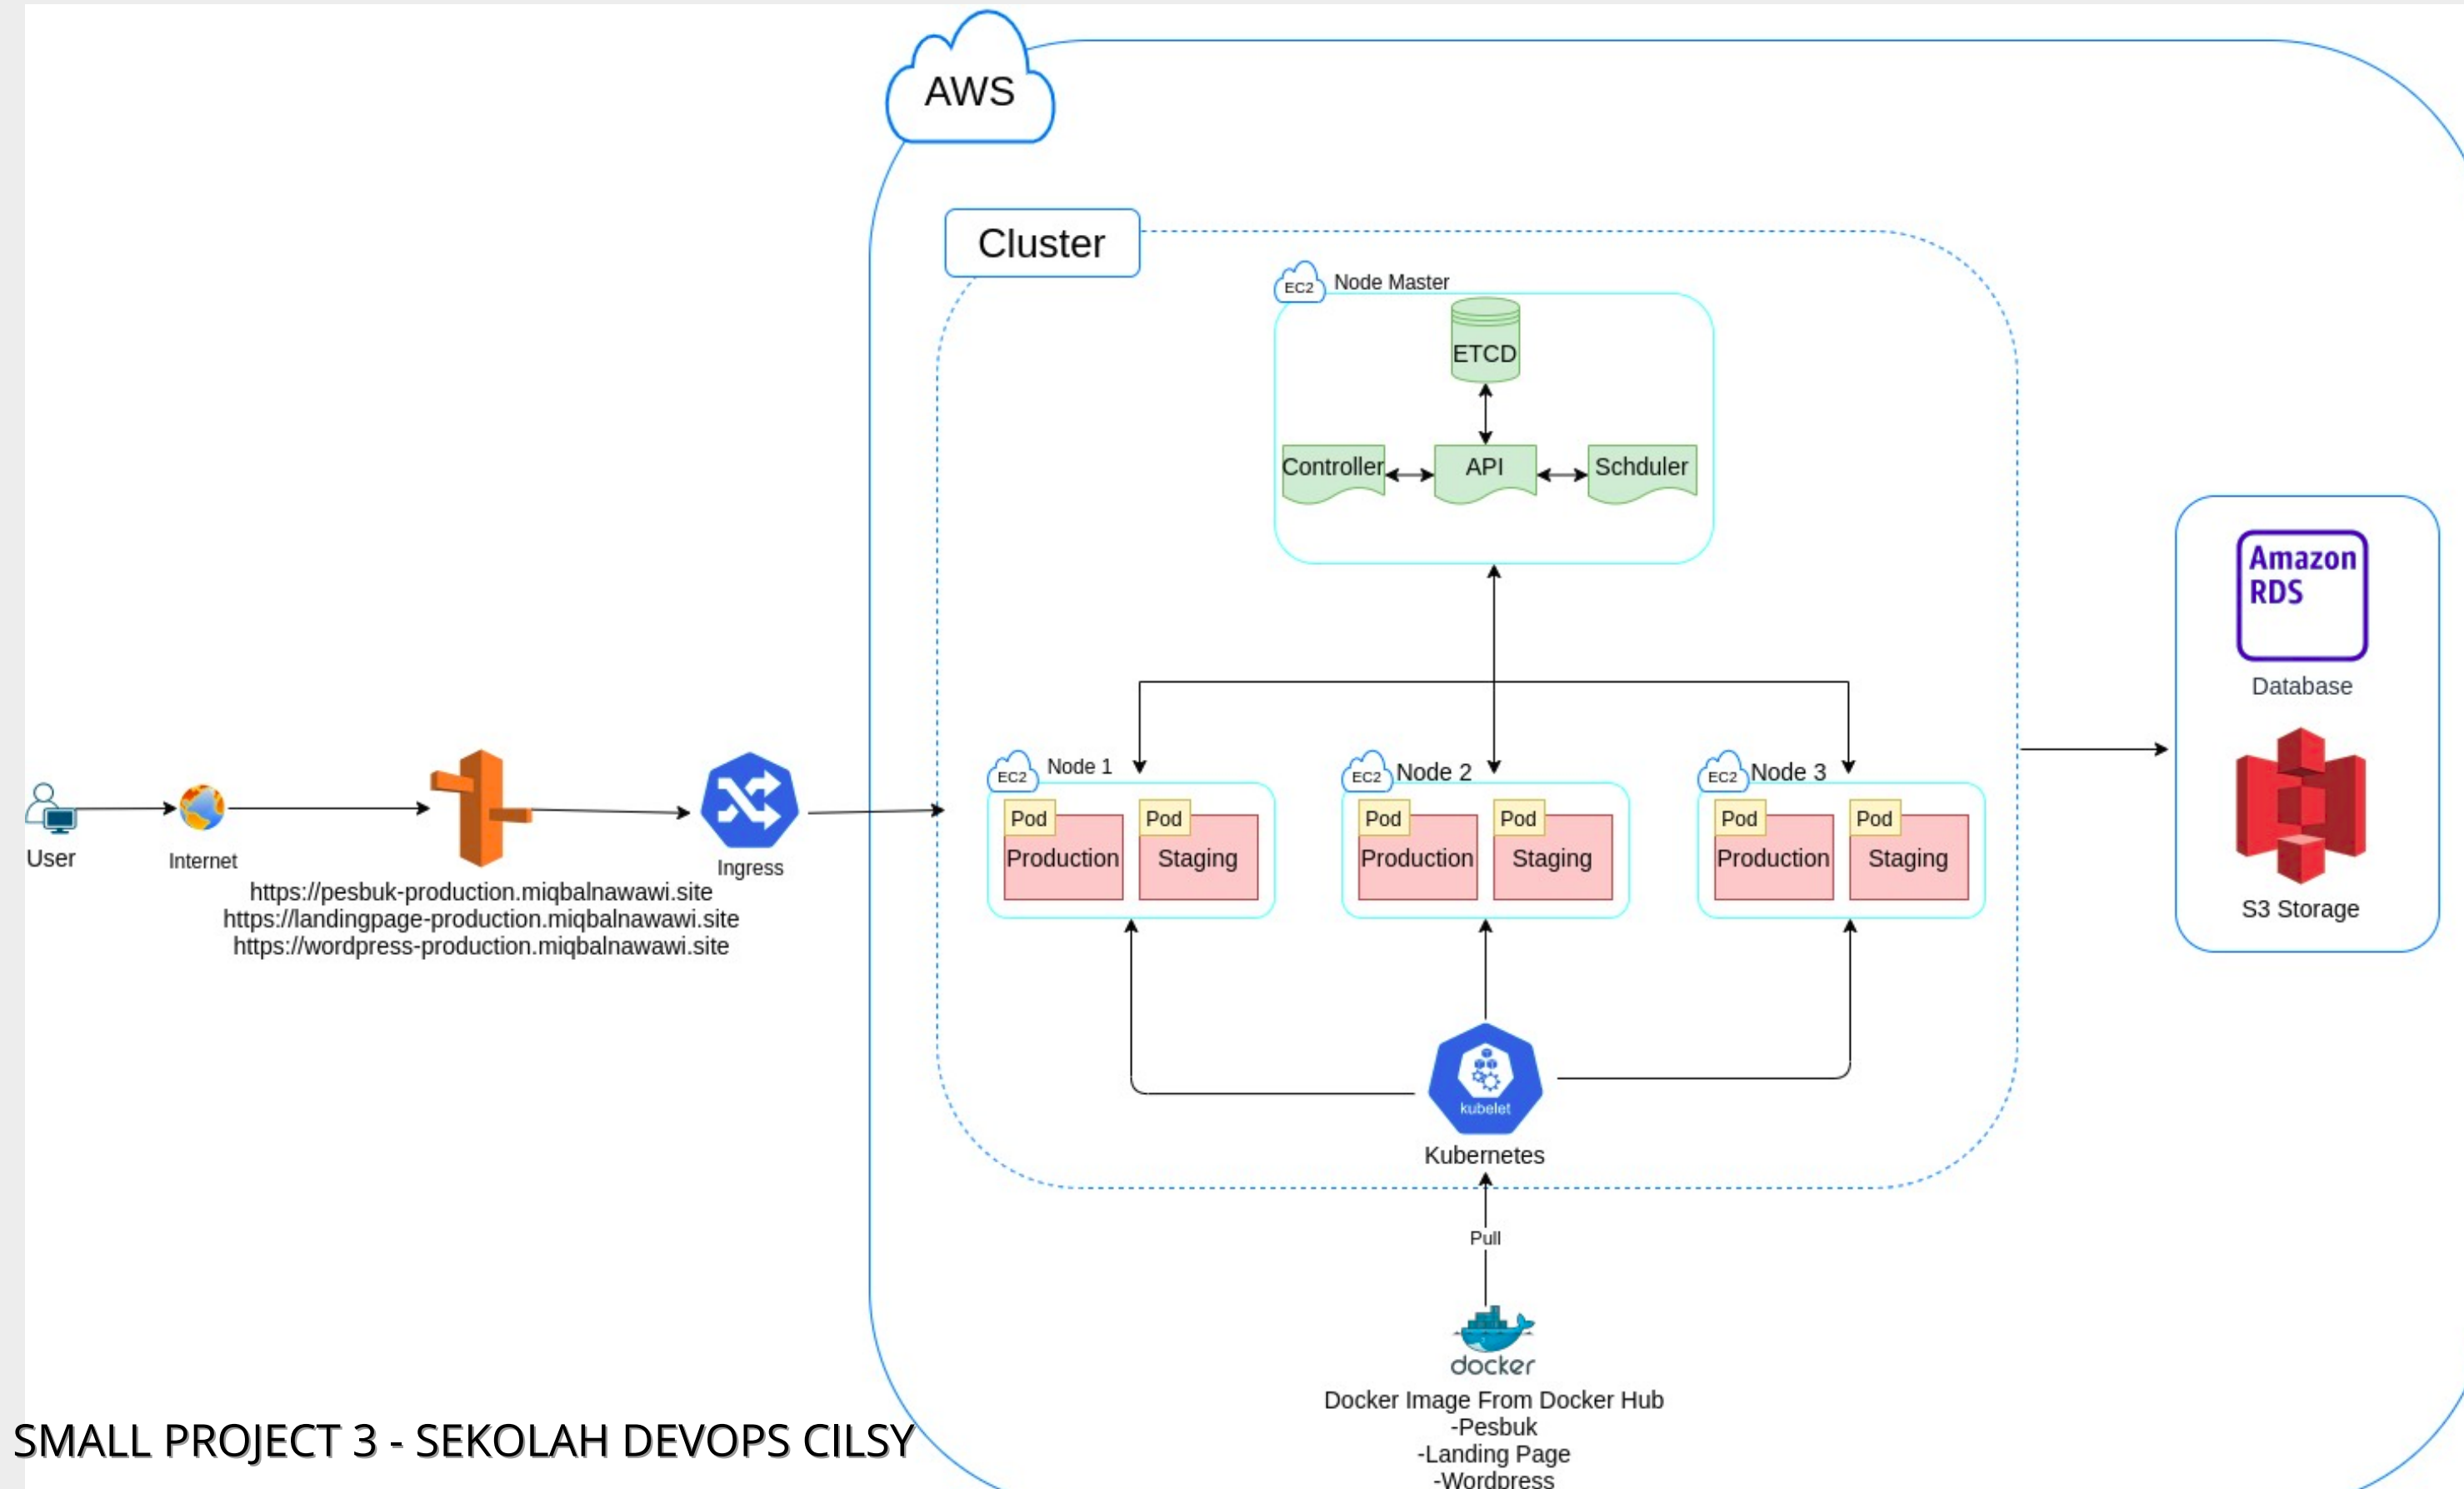 AWS
Cluster
EC2
Node Master
ETCD
Controller
API
Schduler
Amazon
RDS
Database
S3 Storage
EC2
Node 1
Pod
Production
Pod
Staging
EC2
Node 2
Pod
Production
Pod
Staging
EC2
Node 3
Pod
Production
Pod
Staging
User
Internet
https://pesbuk-production.miqbalnawawi.site
https://landingpage-production.miqbalnawawi.site
https://wordpress-production.miqbalnawawi.site
Ingress
kubelet
Kubernetes
Pull
docker
Docker Image From Docker Hub
-Pesbuk
-Landing Page
-Wordpress
SMALL PROJECT 3 - SEKOLAH DEVOPS CILSY